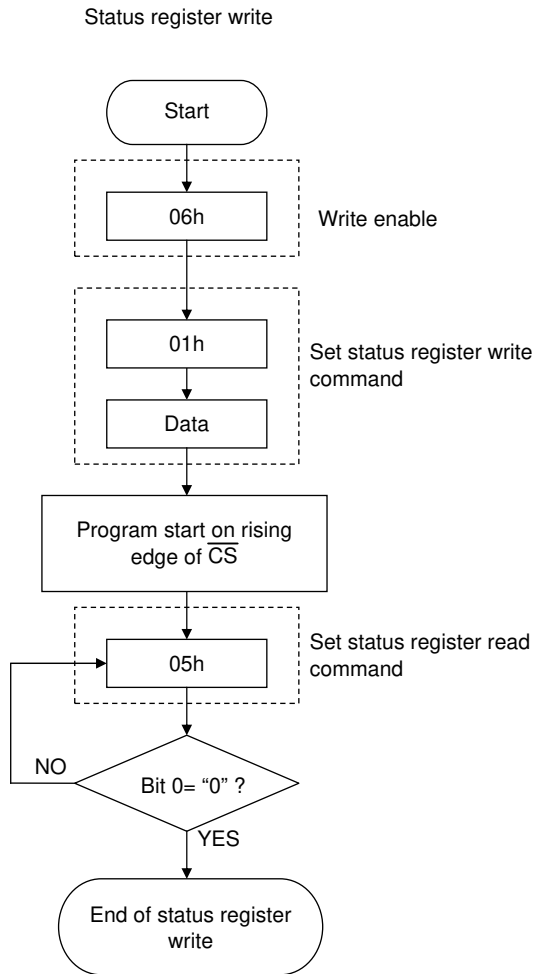 Status register write
Start
06h
Write enable
01h
Set status register write
command
Data
Program start on rising
edge of C̅S̅
05h
Set status register read
command
NO
Bit 0= “0” ?
YES
End of status register
write